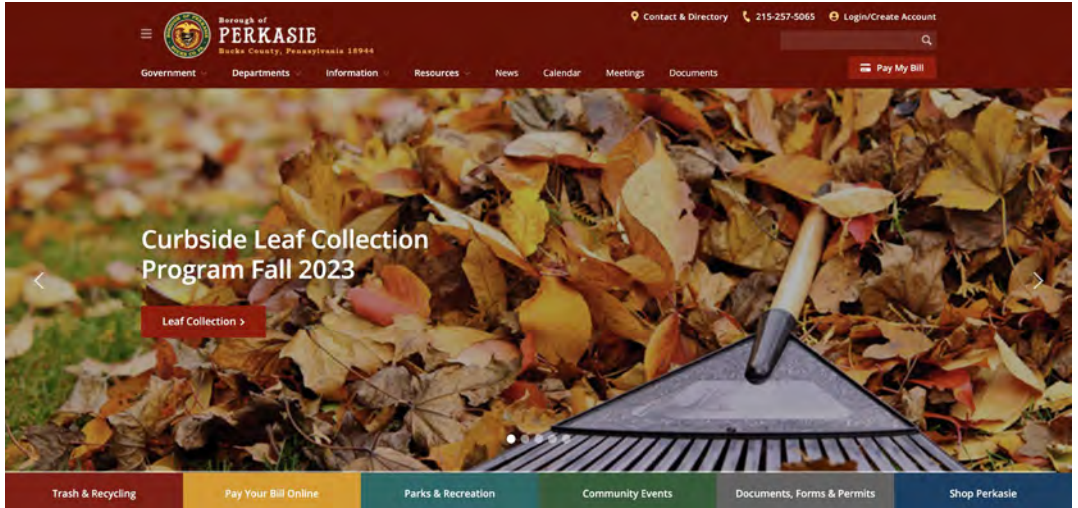 Contact & Directory 215-257-5065 Login/Create Account
Borough of
PERKASIE
Bucks County, Pennsylvania 18944
Pay My Bill
Government Departments Information Resources News Calendar Meetings Documents
Curbside Leaf Collection
Program Fall 2023
Leaf Collection >
Trash & Recycling Pay Your Bill Online Parks & Recreation Community Events Documents, Forms & Permits Shop Perkasie